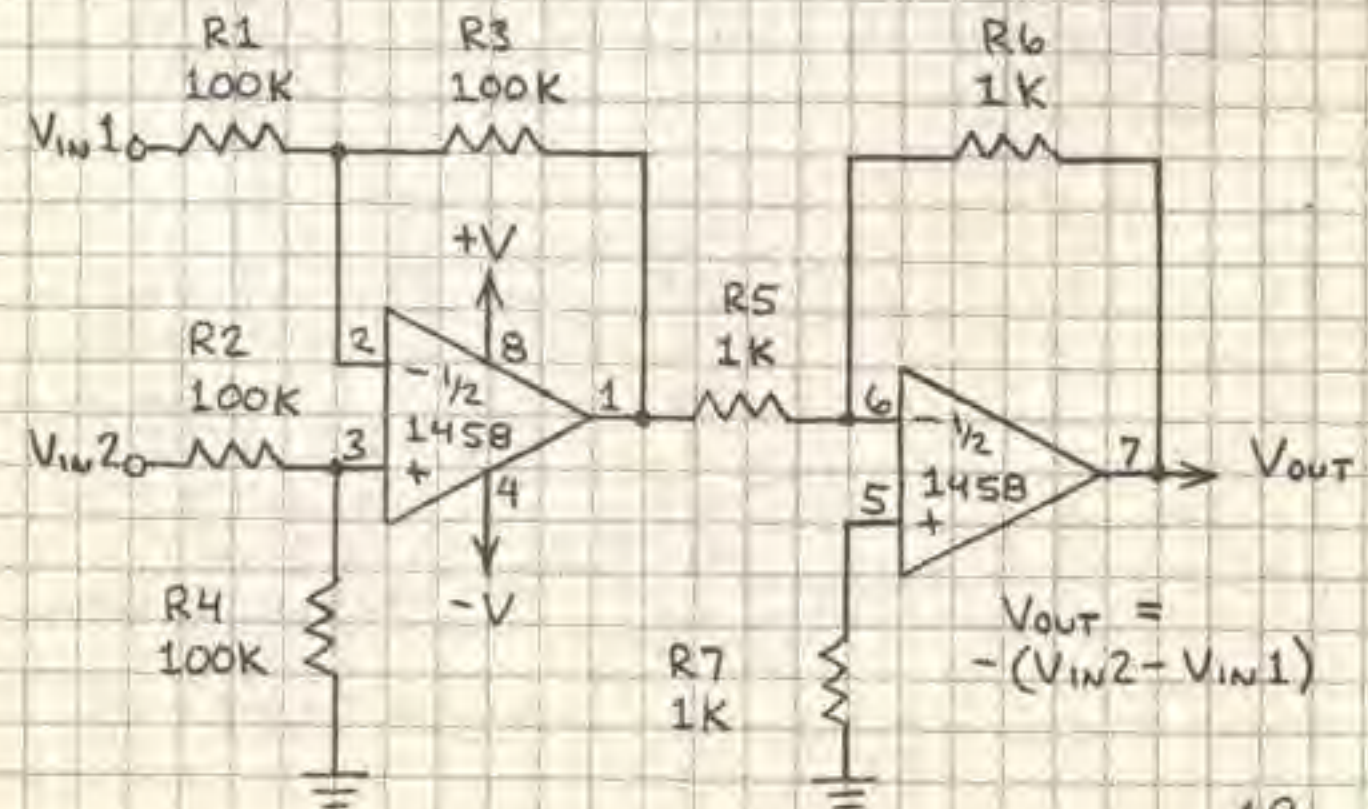 R1
100K
R3
100K
R6
1K
VIN1
+V
R5
1K
R2
100K
2
8
- 1/2
1458
+
1
6
- 1/2
1458
+
7
VOUT
VIN2
3
4
5
R4
100K
-V
R7
1K
VOUT =
-(VIN2-VIN1)